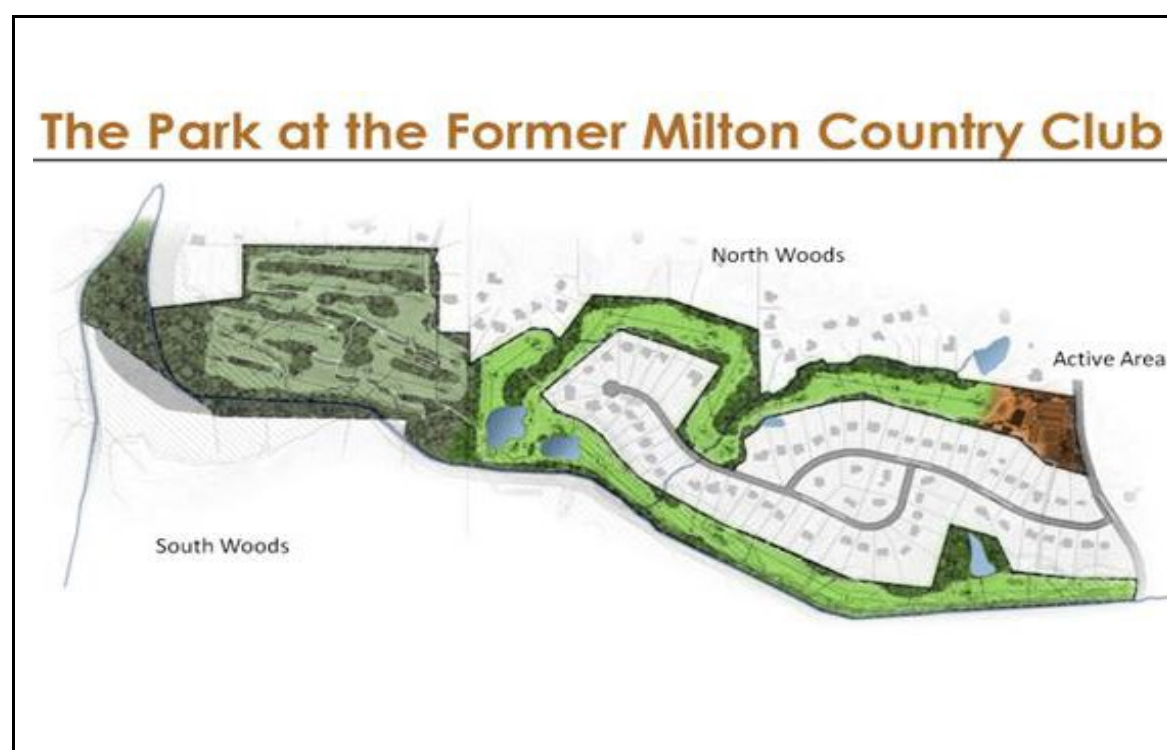 The Park at the Former Milton Country Club
North Woods
Active Area
South Woods